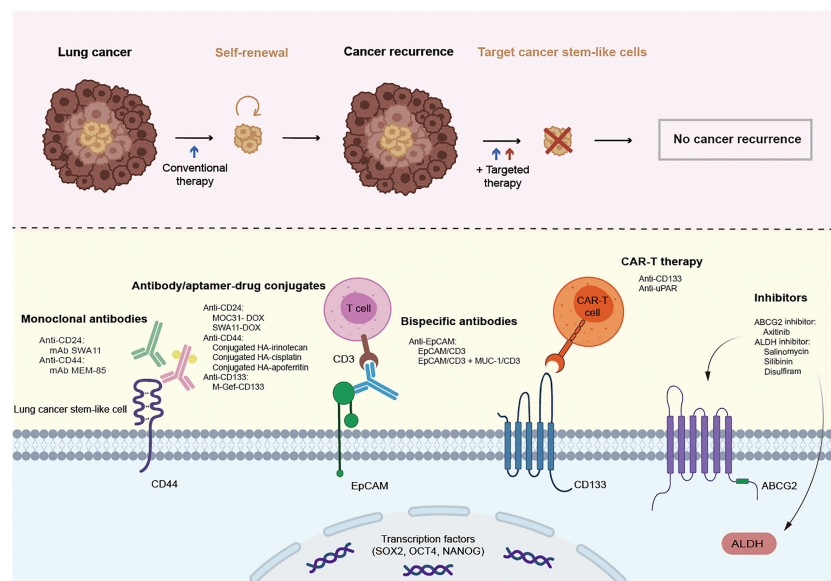 Lung cancer
Self-renewal
Cancer recurrence
Target cancer stem-like cells
Conventional
therapy
+ Targeted
therapy
No cancer recurrence
Monoclonal antibodies
Anti-CD24:
mAb SWA11
Anti-CD44:
mAb MEM-85
Antibody/aptamer-drug conjugates
Anti-CD24:
MOC31- DOX
SWA11-DOX
Anti-CD44:
Conjugated HA-irinotecan
Conjugated HA-cisplatin
Conjugated HA-apoferritin
Anti-CD133:
M-Gef-CD133
T cell
CD3
Bispecific antibodies
Anti-EpCAM:
EpCAM/CD3
EpCAM/CD3 + MUC-1/CD3
CAR-T therapy
Anti-CD133
Anti-uPAR
CAR-T
cell
Inhibitors
ABCG2 inhibitor:
Axitinib
ALDH inhibitor:
Salinomycin
Silibinin
Disulfiram
Lung cancer stem-like cell
CD44
EpCAM
CD133
ABCG2
ALDH
Transcription factors
(SOX2, OCT4, NANOG)